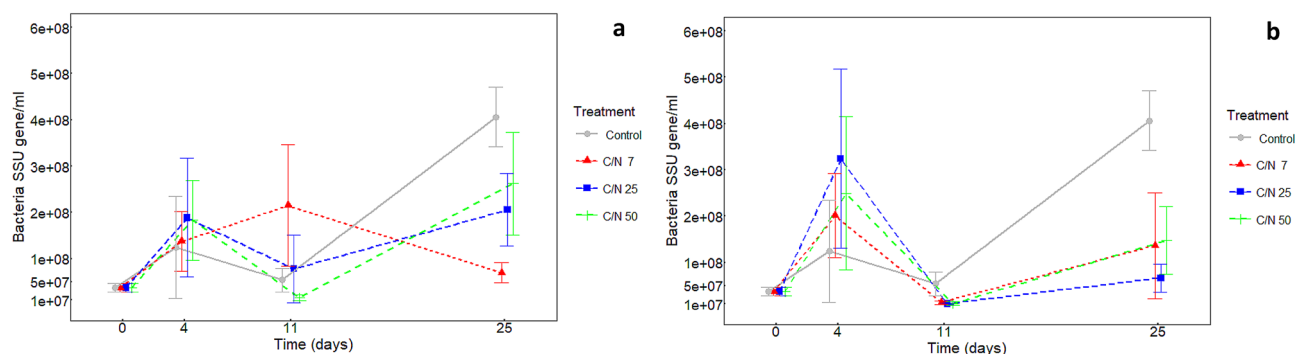 a
Bacteria SSU gene/ml
6e+08
5e+08
4e+08
3e+08
2e+08
1e+08
5e+07
1e+07
0
4
11
25
Time (days)
Treatment
Control
C/N 7
C/N 25
C/N 50
b
Bacteria SSU gene/ml
6e+08
5e+08
4e+08
3e+08
2e+08
1e+08
5e+07
1e+07
0
4
11
25
Time (days)
Treatment
Control
C/N 7
C/N 25
C/N 50